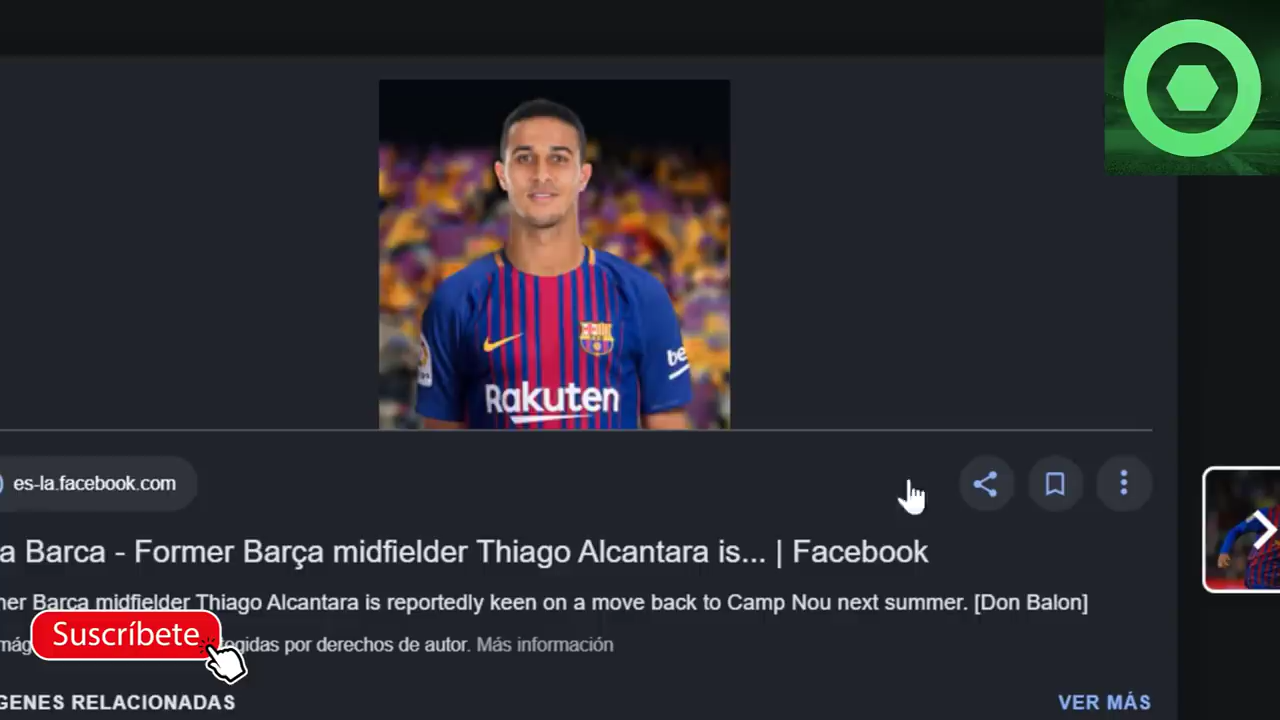 be
Rakuten
es-la.facebook.com
a Barca - Former Barça midfielder Thiago Alcantara is... | Facebook
ner Barca midfielder Thiago Alcantara is reportedly keen on a move back to Camp Nou next summer. [Don Balon]
Suscríbete
egidas por derechos de autor. Más información
GENES RELACIONADAS
VER MÁS